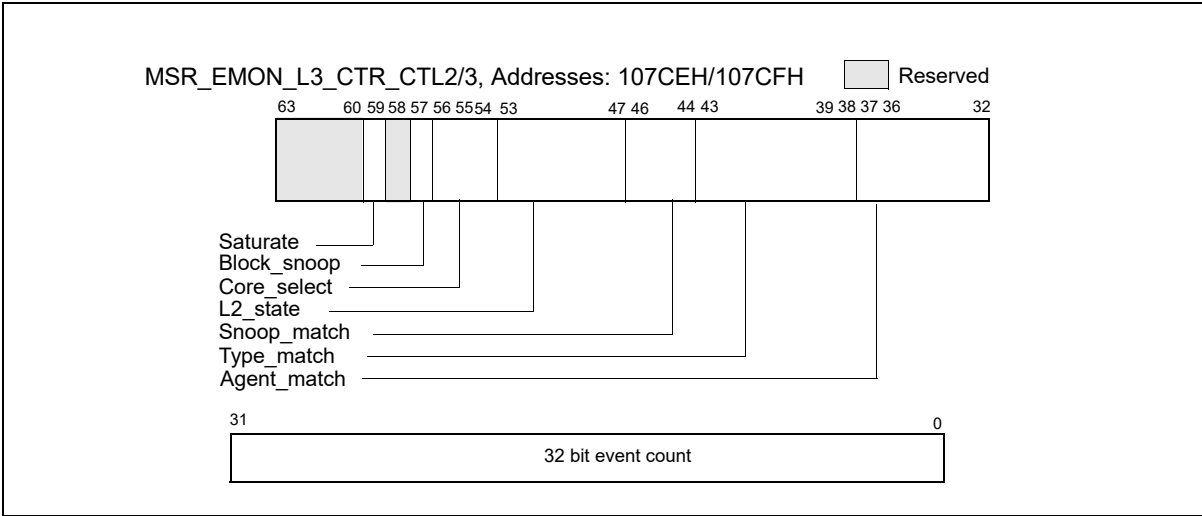 MSR_EMON_L3_CTR_CTL2/3, Addresses: 107CEH/107CFH Reserved
63 60 59 58 57 56 55 54 53 47 46 44 43 39 38 37 36 32
Saturate
Block_snoop
Core_select
L2_state
Snoop_match
Type_match
Agent_match
31 0
32 bit event count